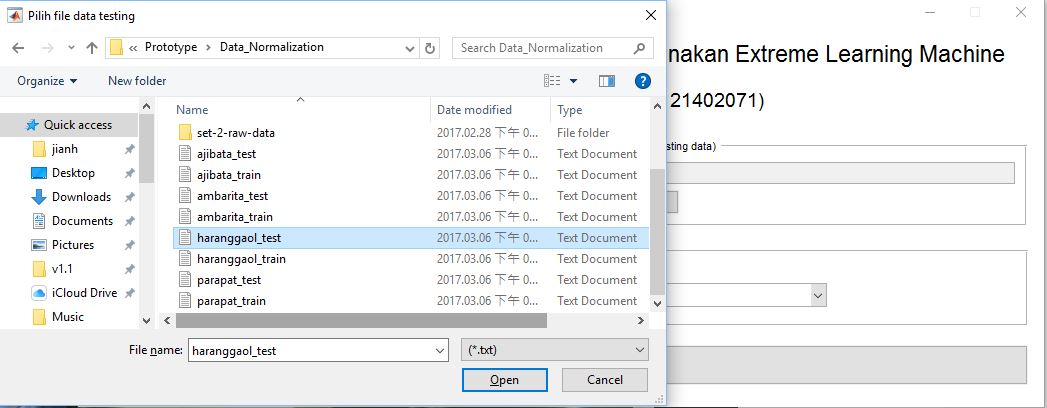 Pilih file data testing
« Prototype > Data_Normalization
Search Data_Normalization
Organize
New folder
Name
Date modified
Type
Quick access
jianh
Desktop
Downloads
Documents
Pictures
v1.1
iCloud Drive
Music
set-2-raw-data 2017.02.28 下午 0... File folder
ajibata_test 2017.03.06 下午 0... Text Document
ajibata_train 2017.03.06 下午 0... Text Document
ambarita_test 2017.03.06 下午 0... Text Document
ambarita_train 2017.03.06 下午 0... Text Document
haranggaol_test 2017.03.06 下午 0... Text Document
haranggaol_train 2017.03.06 下午 0... Text Document
parapat_test 2017.03.06 下午 0... Text Document
parapat_train 2017.03.06 下午 0... Text Document
File name: haranggaol_test
(*.txt)
Open
Cancel
nakan Extreme Learning Machine
21402071)
sting data)